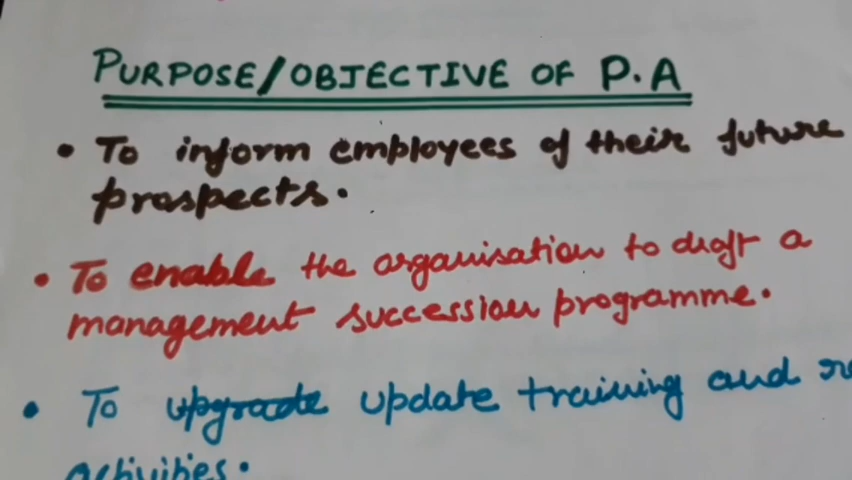 PURPOSE/OBJECTIVE OF P.A
• To inform employees of their future
prospects.
• To enable the organisation to draft a
management succession programme.
• To upgrade update training and
activities.